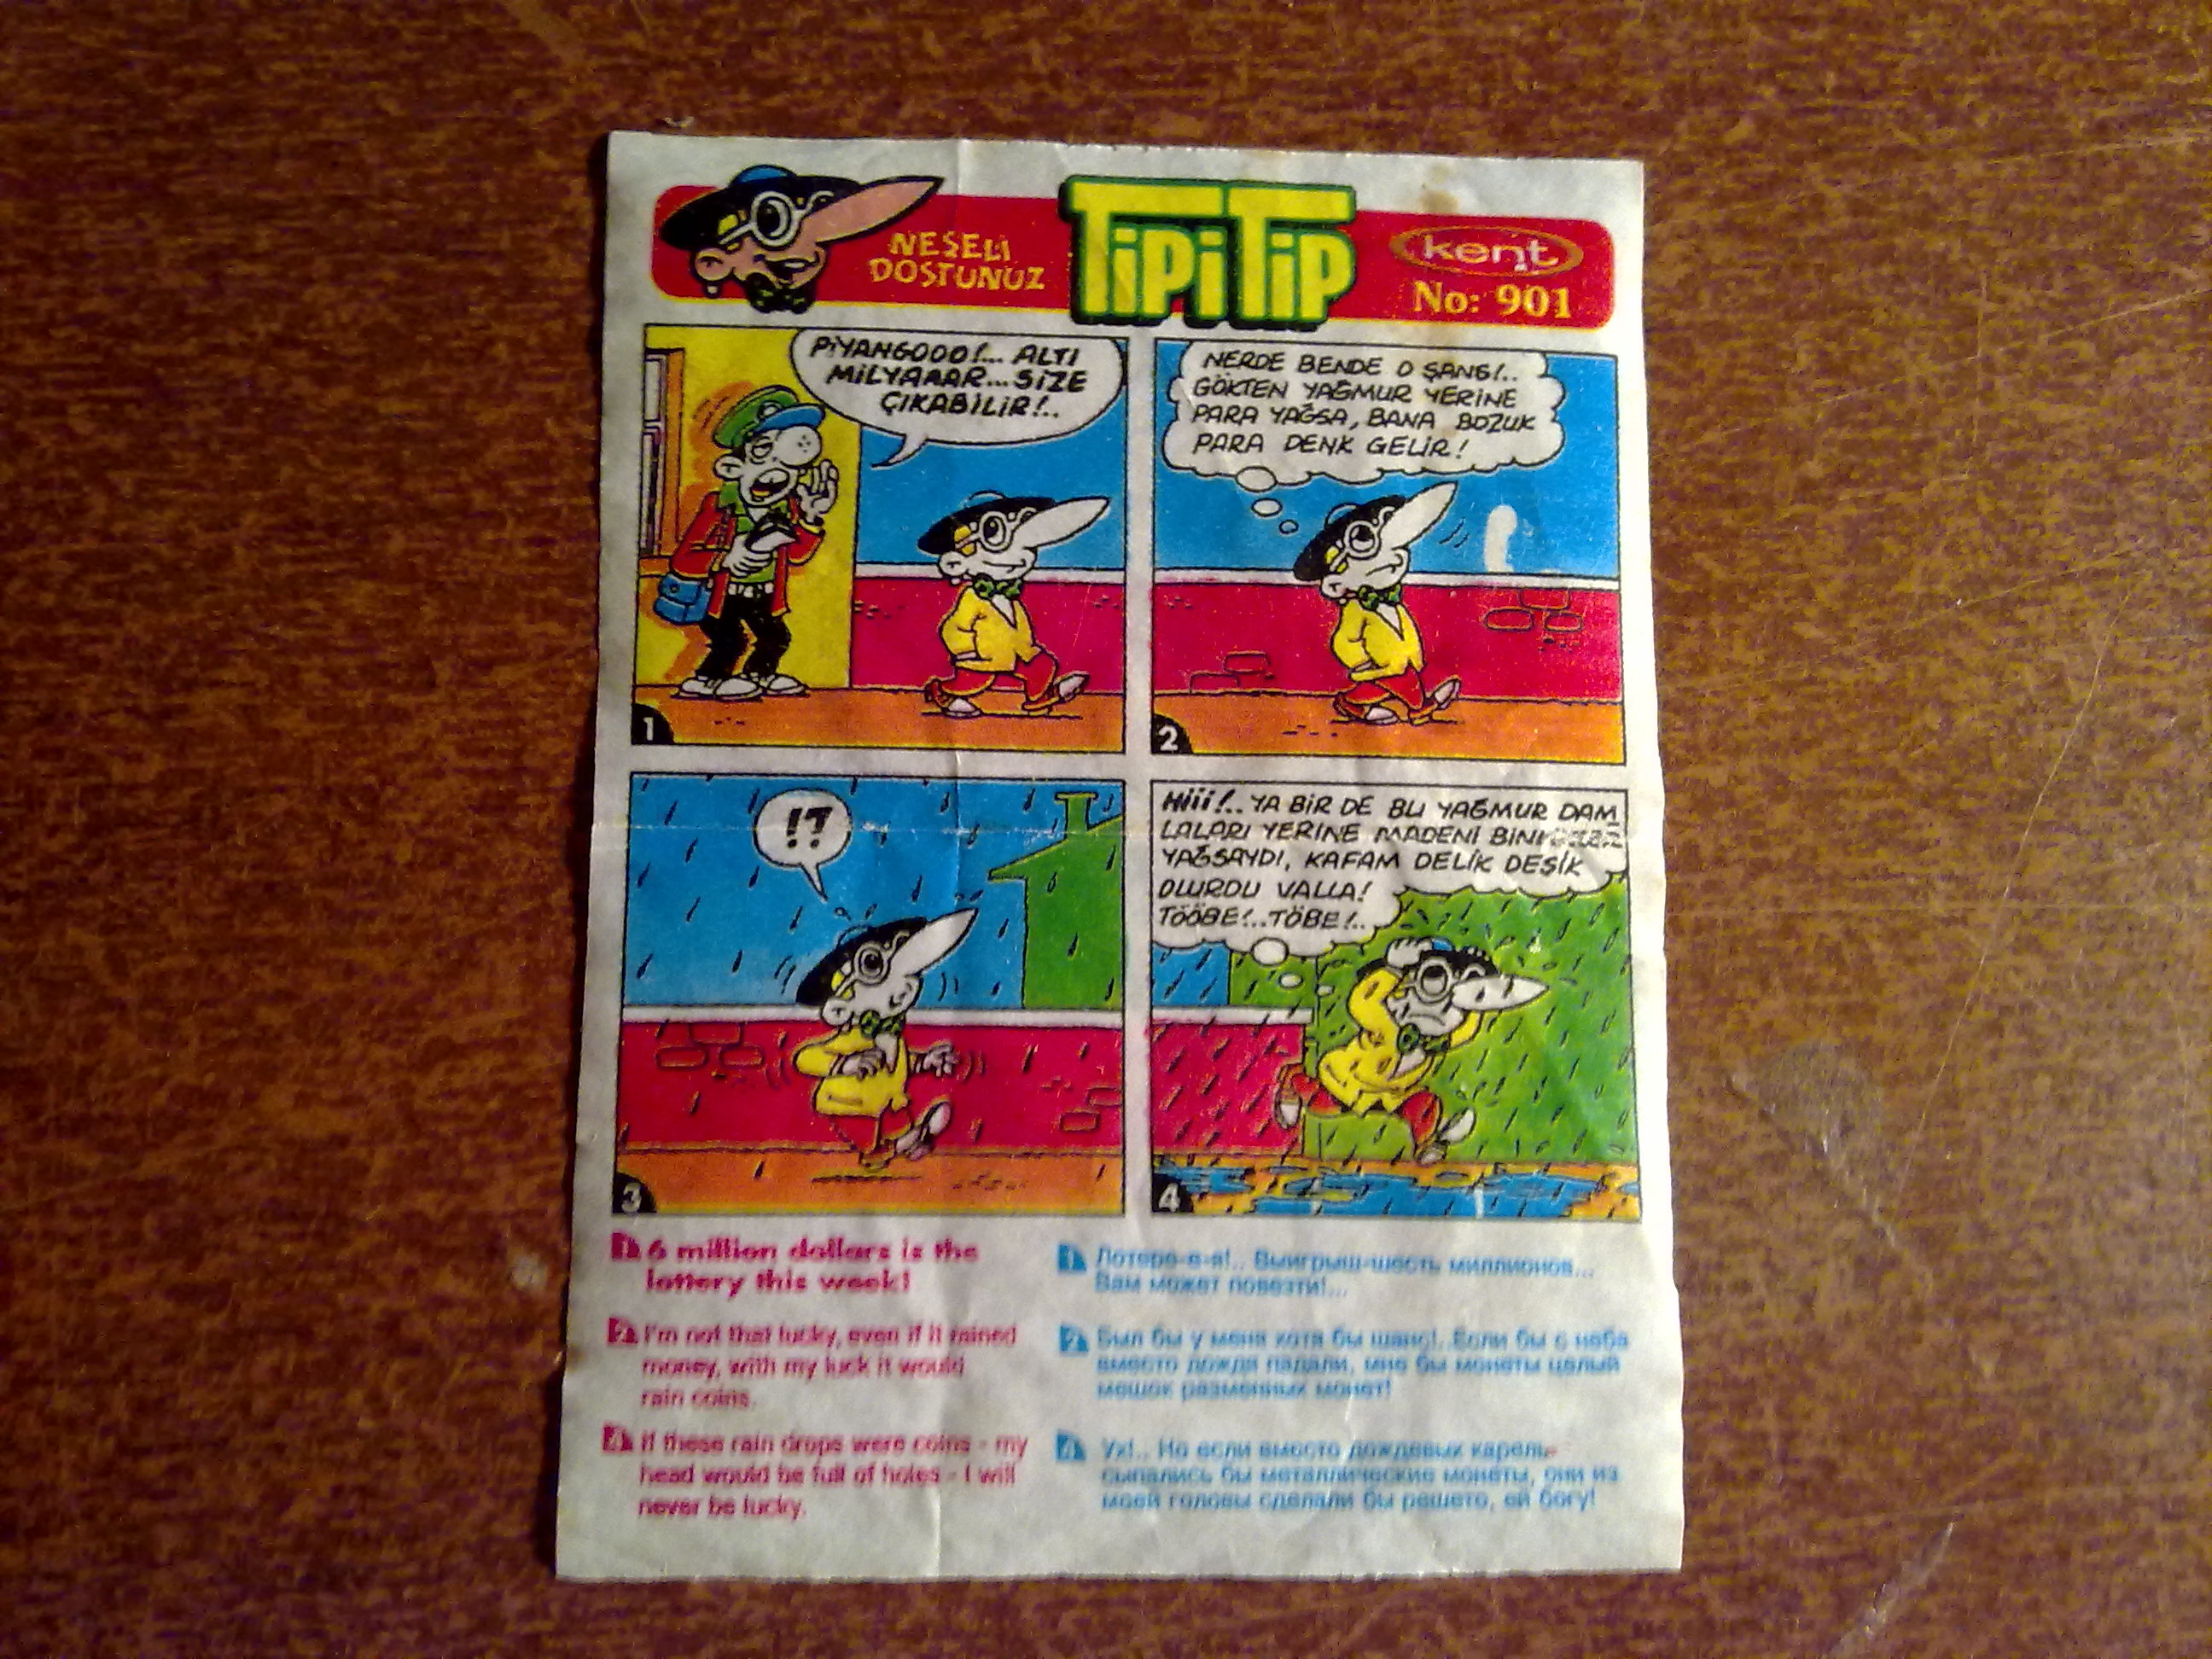 NEŞELİ
DOSTUNUZ
TİPİTİP
kent
No: 901
PİYANGOOO!... ALTI
MİLYAAAR... SİZE
ÇIKABİLİR!..
1
NERDE BENDE O ŞANS!..
GÖKTEN YAĞMUR YERİNE
PARA YAĞSA, BANA BOZUK
PARA DENK GELİR!
2
!?
3
Hİİİ!.. YA BİR DE BU YAĞMUR DAM
LALARI YERİNE MADENİ
YAĞSAYDI, KAFAM DELİK DEŞİK
OLURDU VALLA!
TÖÖBE!..TÖBE!..
4
1 6 million dollars is the
lottery this week!
2 I'm not that lucky, even if it rained
money, with my luck it would
rain coins.
4 If these rain drops were coins - my
head would be full of holes - I will
never be lucky.
1 Лотере-е-я!.. Выигрыш-шесть миллионов...
Вам может повезти!...
2 Был бы у меня хотя бы шанс!..Если бы с неба
вместо дождя падали, мне бы монеты целый
мешок разменных монет!
4 Ух!.. Но если вместо дождевых капель
сыпались бы металлические монеты, они из
моей головы сделали бы решето, ей богу!